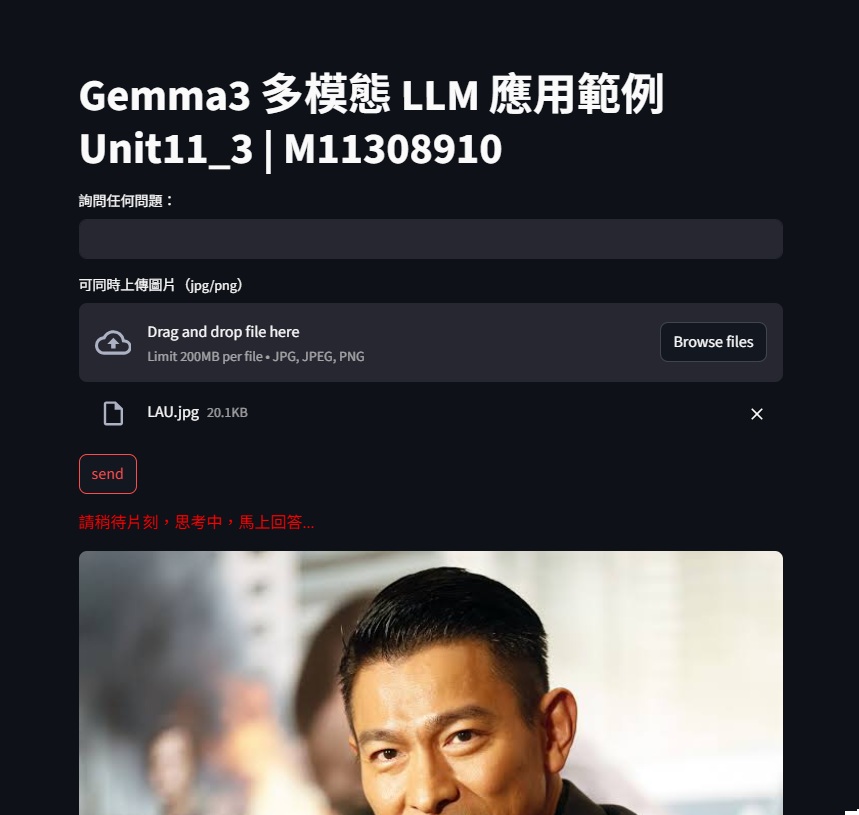 Gemma3 多模態 LLM 應用範例
Unit11_3 | M11308910
詢問任何問題：
可同時上傳圖片（jpg/png）
Drag and drop file here
Limit 200MB per file • JPG, JPEG, PNG
Browse files
LAU.jpg 20.1KB
send
請稍待片刻，思考中，馬上回答...